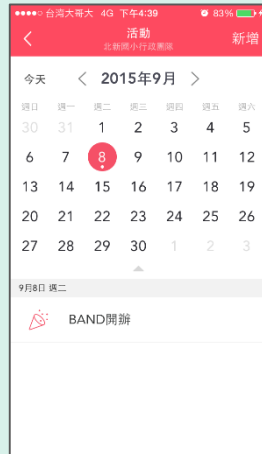 台湾大哥大 4G 下午4:39 83%
活動
北新國小行政團隊
新增
今天 2015年9月
週日 週一 週二 週三 週四 週五 週六
30 31 1 2 3 4 5
6 7 8 9 10 11 12
13 14 15 16 17 18 19
20 21 22 23 24 25 26
27 28 29 30 1 2 3
9月8日 週二
BAND開辦